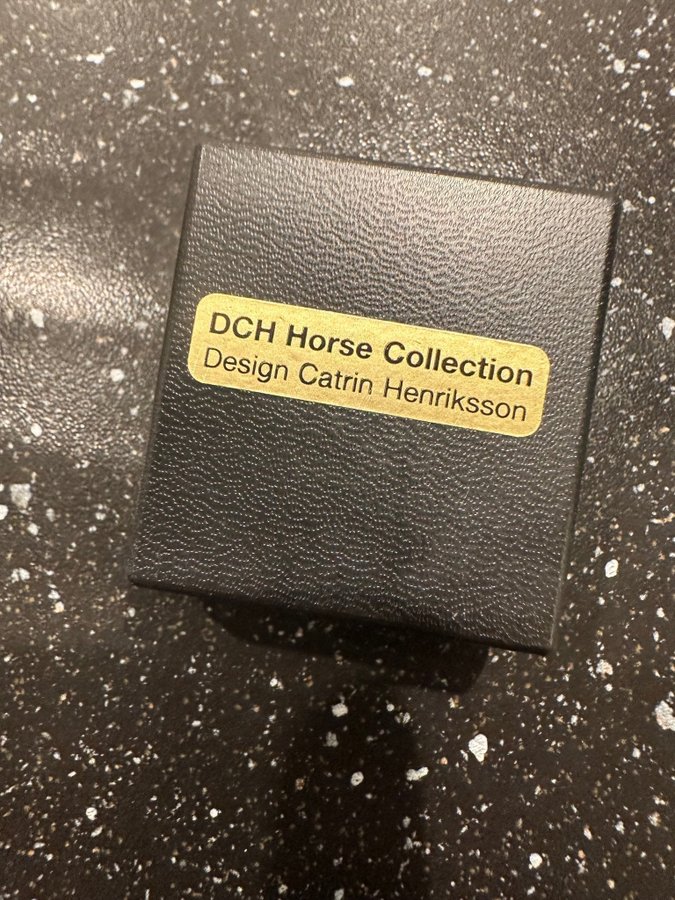 DCH Horse Collection
Design Catrin Henriksson